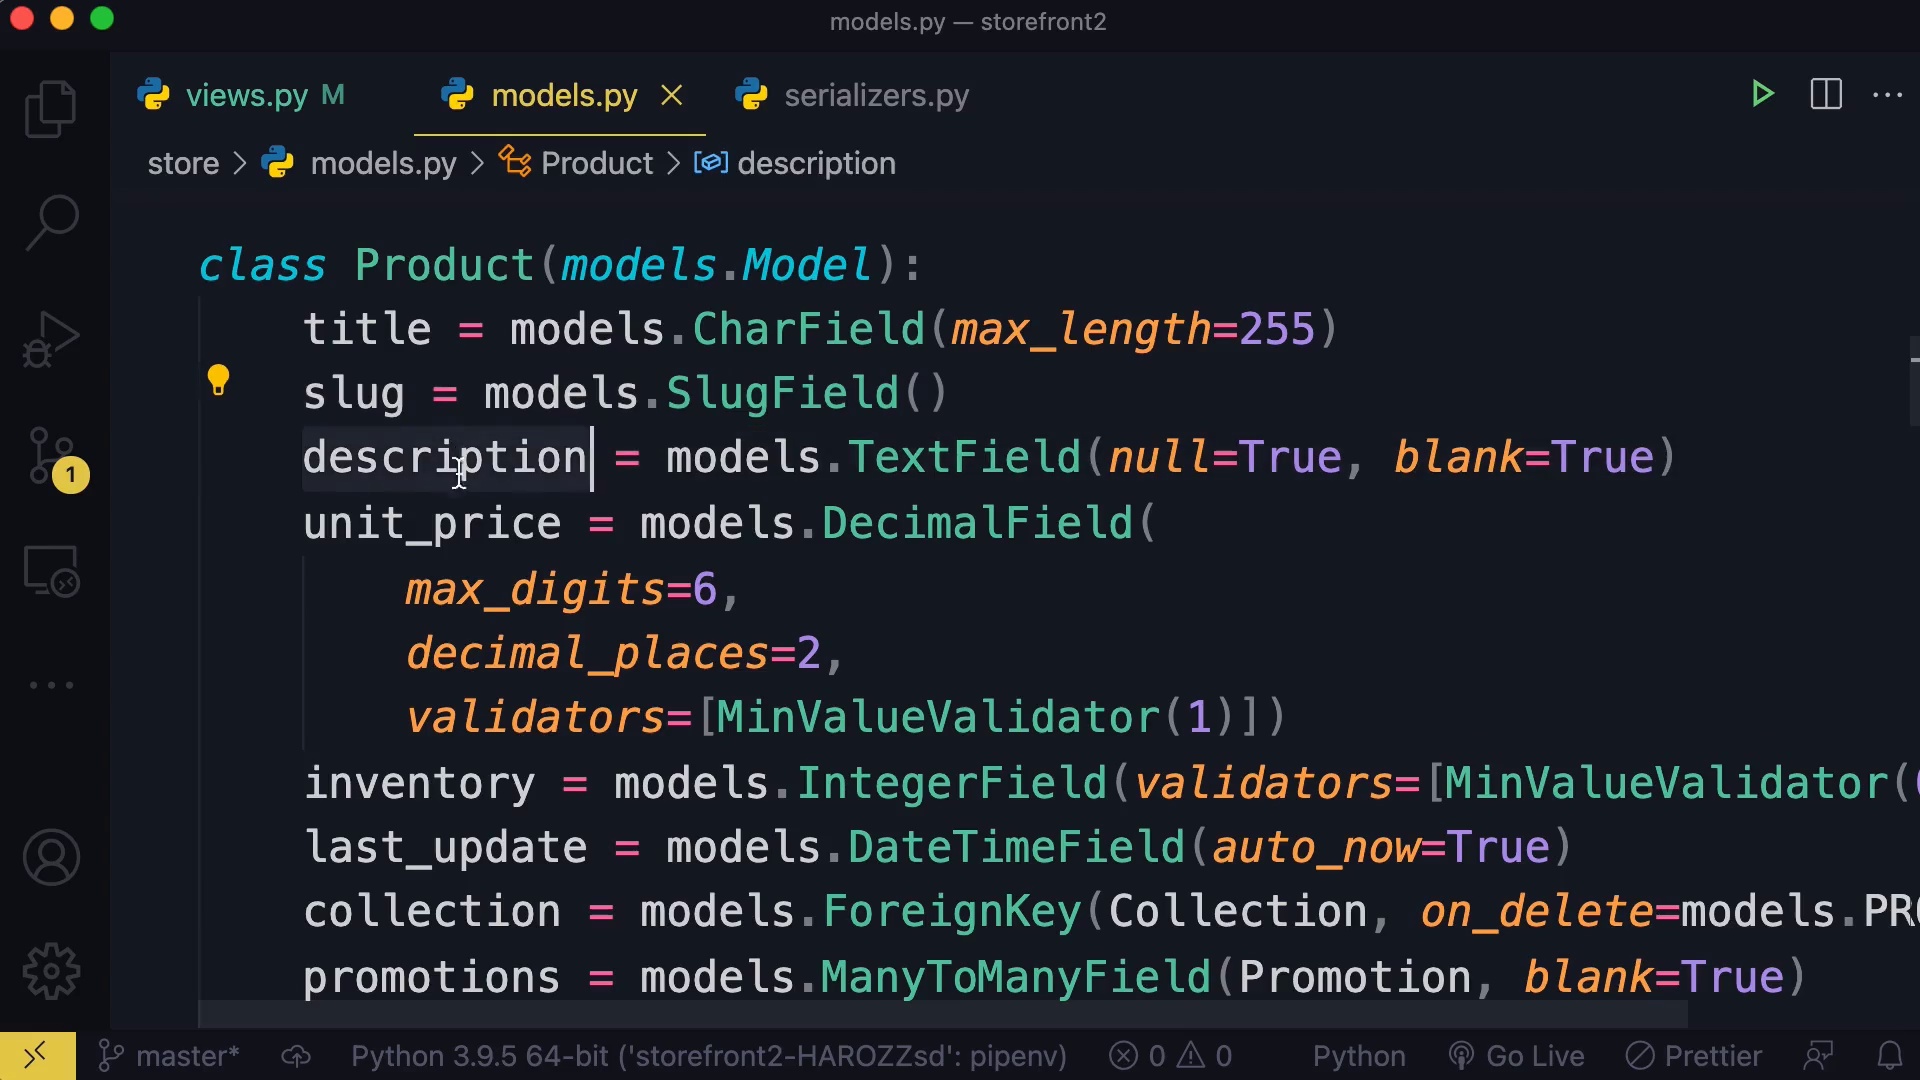 models.py — storefront2
views.py M models.py serializers.py
store > models.py > Product > description
class Product(models.Model):
title = models.CharField(max_length=255)
slug = models.SlugField()
description = models.TextField(null=True, blank=True)
unit_price = models.DecimalField(
max_digits=6,
decimal_places=2,
validators=[MinValueValidator(1)])
inventory = models.IntegerField(validators=[MinValueValidator(
last_update = models.DateTimeField(auto_now=True)
collection = models.ForeignKey(Collection, on_delete=models.PRO
promotions = models.ManyToManyField(Promotion, blank=True)
1
master* Python 3.9.5 64-bit ('storefront2-HAROZZsd': pipenv) 0 0 Python Go Live Prettier